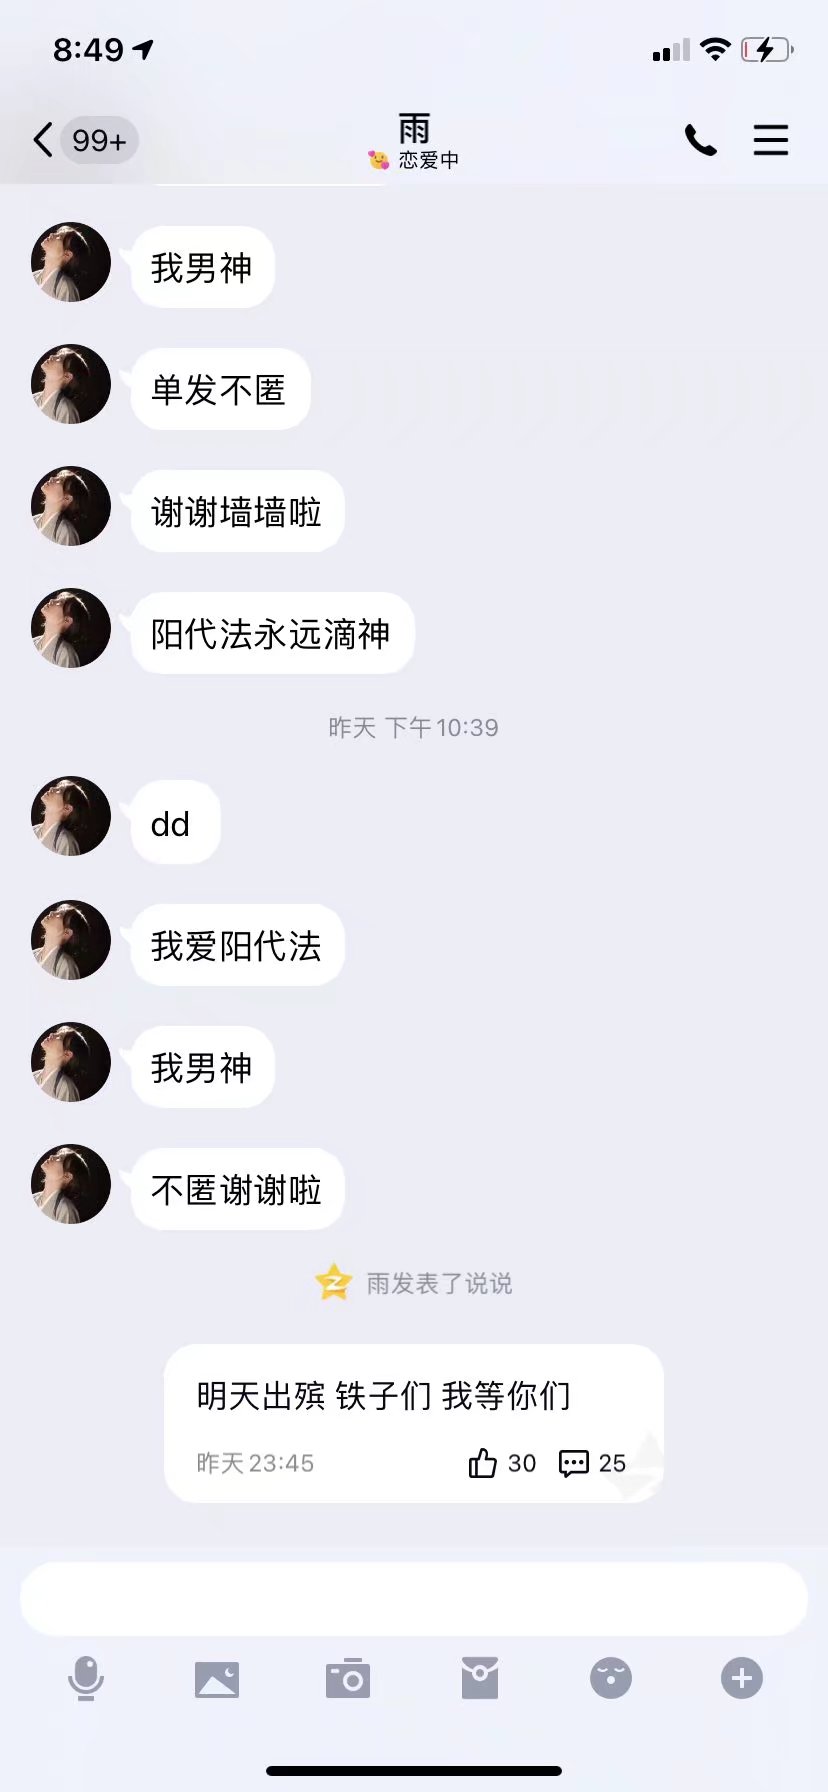 8:49
99+
雨
恋爱中
我男神
单发不匿
谢谢墙墙啦
阳代法永远滴神
昨天 下午10:39
dd
我爱阳代法
我男神
不匿谢谢啦
雨发表了说说
明天出殡 铁子们 我等你们
昨天23:45 30 25